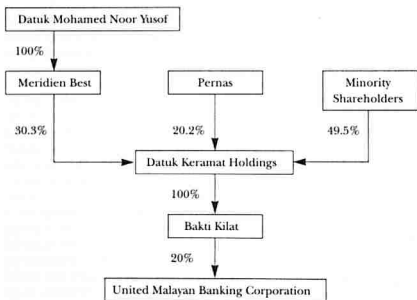 Datuk Mohamed Noor Yusof
100%
Meridien Best
Pernas
Minority
Shareholders
30.3%
20.2%
49.5%
Datuk Keramat Holdings
100%
Bakti Kilat
20%
United Malayan Banking Corporation